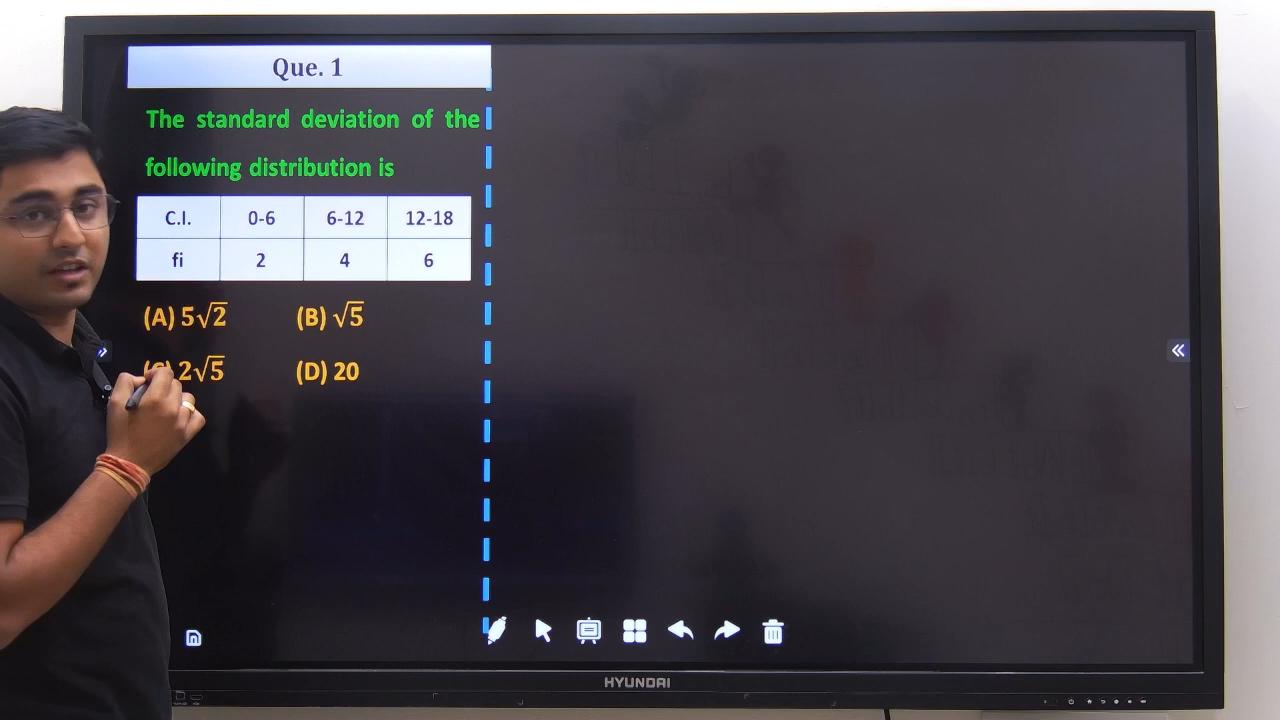 Que. 1
The standard deviation of the
following distribution is
C.I. 0-6 6-12 12-18
fi 2 4 6
(A) 5√2 (B) √5
(C) 2√5 (D) 20
HYUNDAI